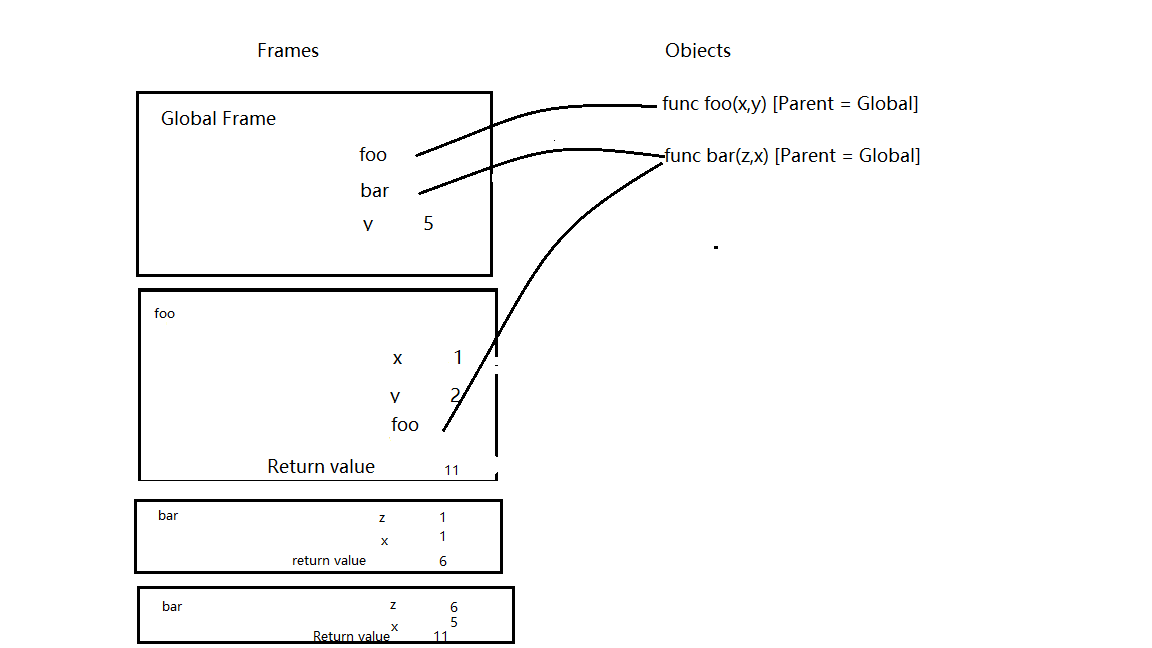 Frames Objects
Global Frame
func foo(x,y) [Parent = Global]
foo
func bar(z,x) [Parent = Global]
bar
v 5
foo
x 1
v 2
foo
Return value 11
bar z 1
x 1
return value 6
bar z 6
x 5
Return value 11